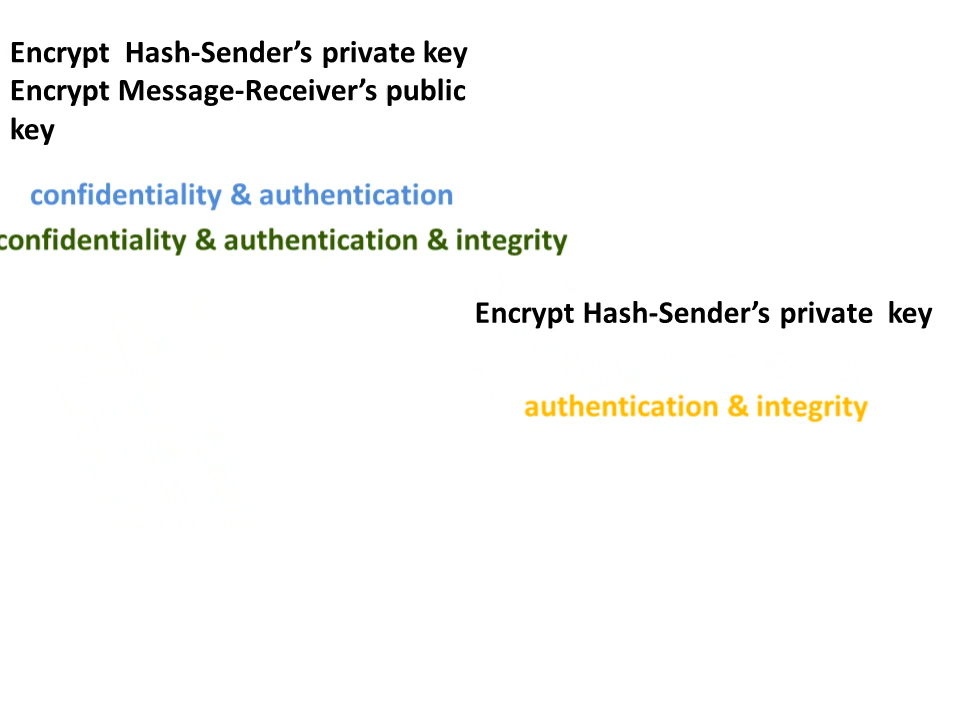 Encrypt  Hash-Sender’s private key
Encrypt Message-Receiver’s public
key
confidentiality & authentication
confidentiality & authentication & integrity
Encrypt Hash-Sender’s private  key
authentication & integrity